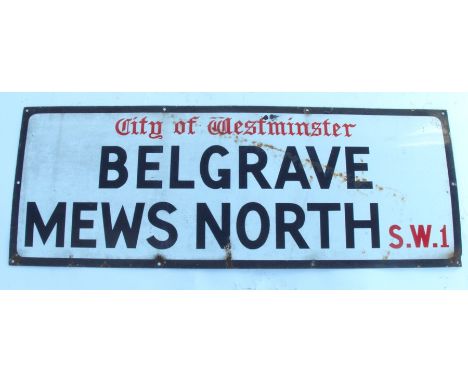 City of Westminster
BELGRAVE
MEWS NORTH S.W.1